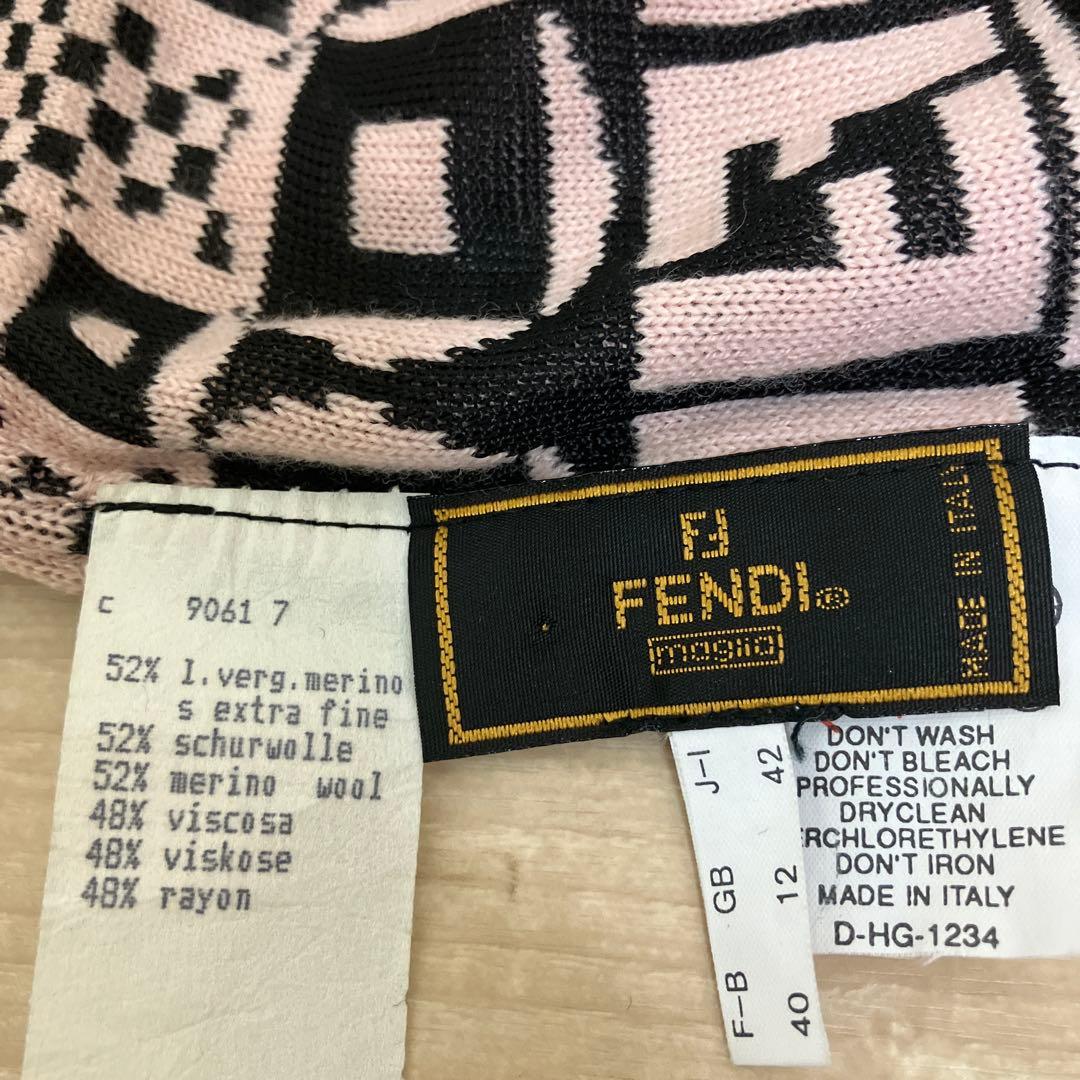 C 9061 7
52% l.verg.merino
s extra fine
52% schurwolle
52% merino wool
48% viscosa
48% viskose
48% rayon
FF
FENDI®
maglia
MADE IN ITALY
J-I 42
GB 12
F-B 40
DON'T WASH
DON'T BLEACH
PROFESSIONALLY
DRYCLEAN
ERCHLORETHYLENE
DON'T IRON
MADE IN ITALY
D-HG-1234